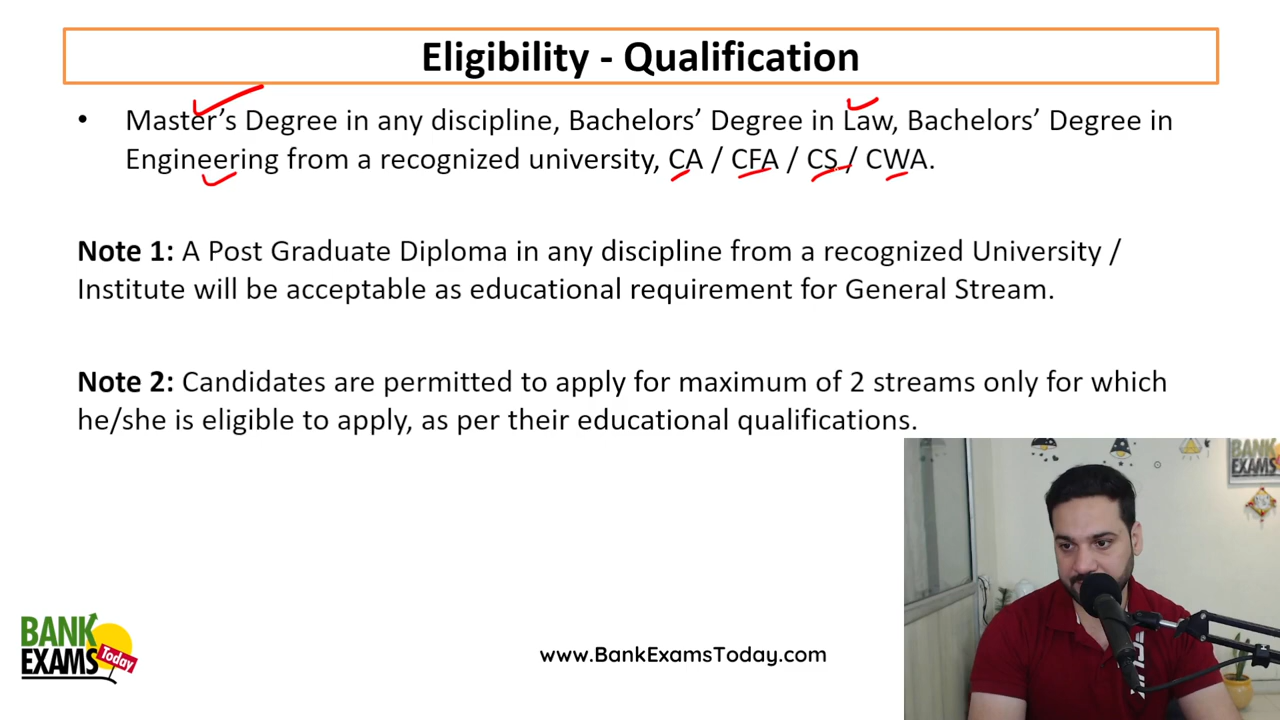 Eligibility - Qualification
• Master’s Degree in any discipline, Bachelors’ Degree in Law, Bachelors’ Degree in
Engineering from a recognized university, CA / CFA / CS / CWA.
Note 1: A Post Graduate Diploma in any discipline from a recognized University /
Institute will be acceptable as educational requirement for General Stream.
Note 2: Candidates are permitted to apply for maximum of 2 streams only for which
he/she is eligible to apply, as per their educational qualifications.
BANK
EXAMS
BANK
EXAMS
Today
www.BankExamsToday.com